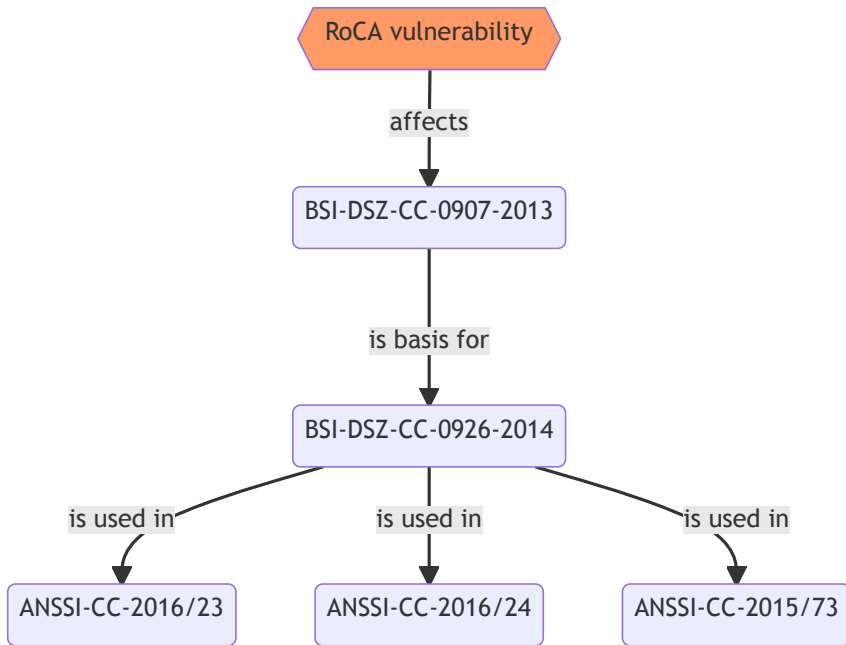 RoCA vulnerability
affects
BSI-DSZ-CC-0907-2013
is basis for
BSI-DSZ-CC-0926-2014
is used in
is used in
is used in
ANSSI-CC-2016/23
ANSSI-CC-2016/24
ANSSI-CC-2015/73